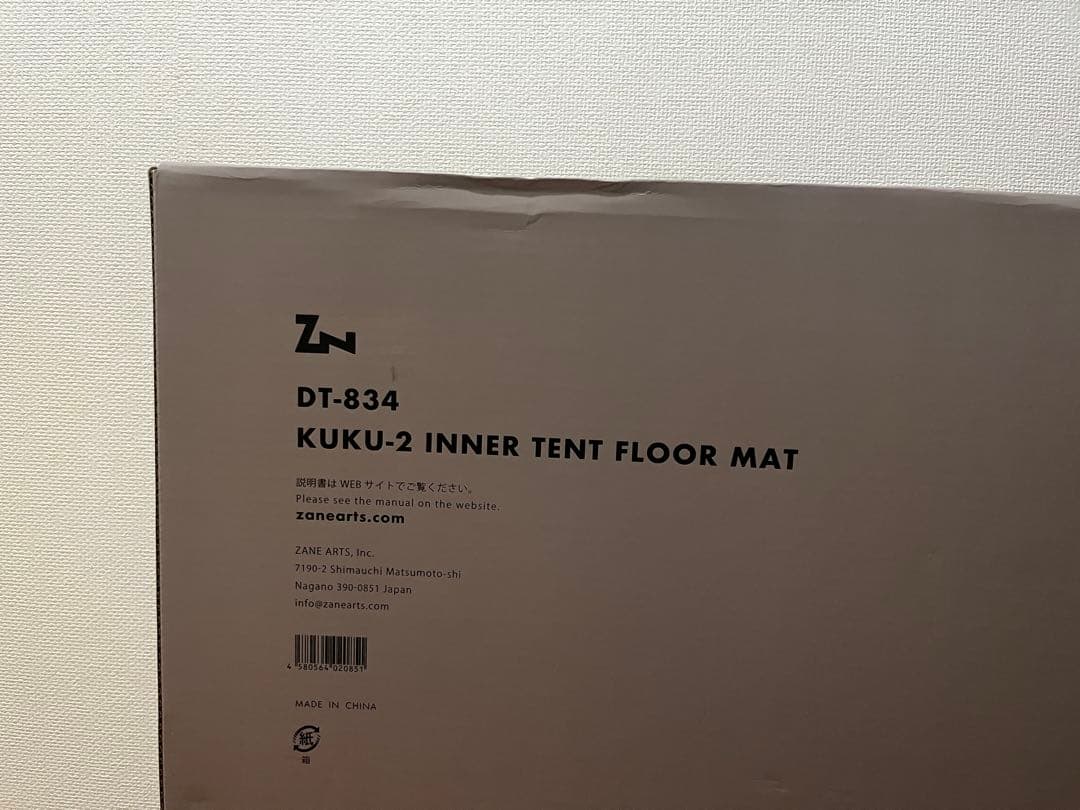 ZN
DT-834
KUKU-2 INNER TENT FLOOR MAT
説明書は WEB サイトでご覧ください。
Please see the manual on the website.
zanearts.com
ZANE ARTS, Inc.
7190-2 Shimauchi Matsumoto-shi
Nagano 390-0851 Japan
info@zanearts.com
4 580564 020851
MADE IN CHINA
紙
箱